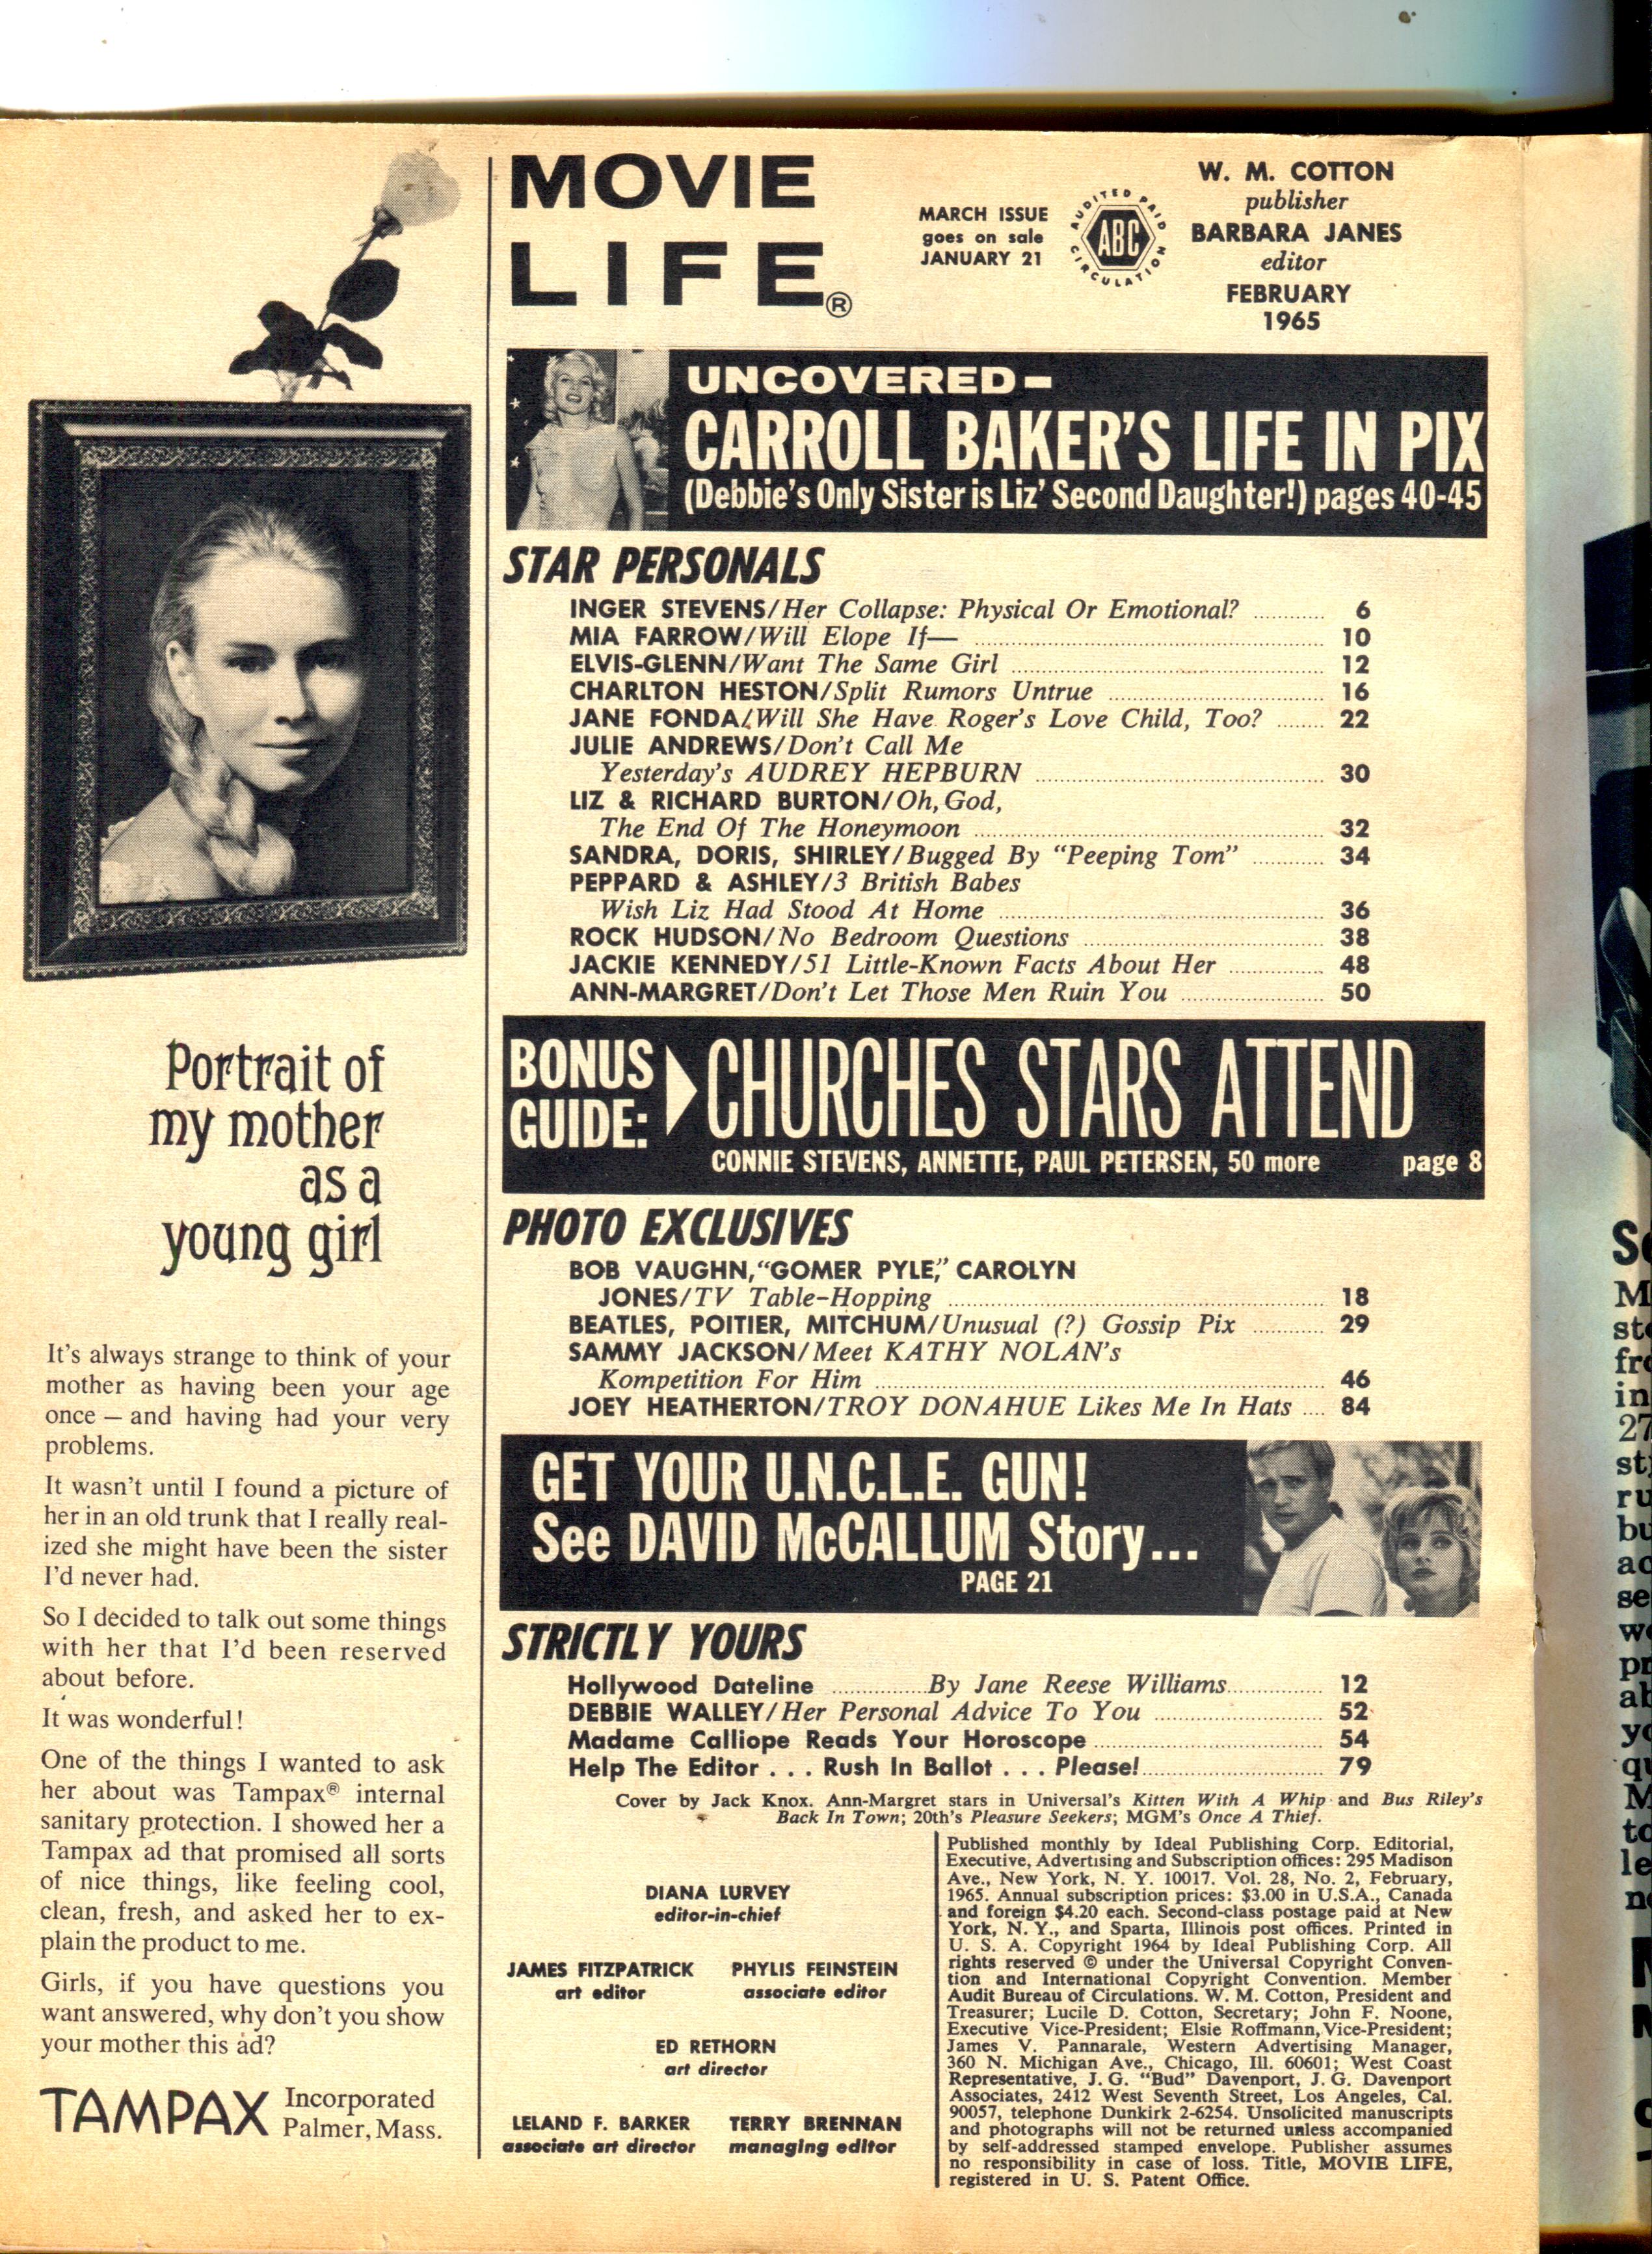 MOVIE
LIFE®
MARCH ISSUE
goes on sale
JANUARY 21
AUDITED PAID
ABC
CIRCULATION
W. M. COTTON
publisher
BARBARA JANES
editor
FEBRUARY
1965
UNCOVERED–
CARROLL BAKER'S LIFE IN PIX
(Debbie's Only Sister is Liz' Second Daughter!) pages 40-45
STAR PERSONALS
INGER STEVENS/Her Collapse: Physical Or Emotional? ............ 6
MIA FARROW/Will Elope If— ............ 10
ELVIS-GLENN/Want The Same Girl ............ 12
CHARLTON HESTON/Split Rumors Untrue ............ 16
JANE FONDA/Will She Have Roger's Love Child, Too? ........ 22
JULIE ANDREWS/Don't Call Me
Yesterday's AUDREY HEPBURN ............ 30
LIZ & RICHARD BURTON/Oh, God,
The End Of The Honeymoon ............ 32
SANDRA, DORIS, SHIRLEY/Bugged By "Peeping Tom" ............ 34
PEPPARD & ASHLEY/3 British Babes
Wish Liz Had Stood At Home ............ 36
ROCK HUDSON/No Bedroom Questions ............ 38
JACKIE KENNEDY/51 Little-Known Facts About Her ............ 48
ANN-MARGRET/Don't Let Those Men Ruin You ............ 50
BONUS
GUIDE:
CHURCHES STARS ATTEND
CONNIE STEVENS, ANNETTE, PAUL PETERSEN, 50 more page 8
PHOTO EXCLUSIVES
BOB VAUGHN, "GOMER PYLE," CAROLYN
JONES/TV Table-Hopping ............ 18
BEATLES, POITIER, MITCHUM/Unusual (?) Gossip Pix ............ 29
SAMMY JACKSON/Meet KATHY NOLAN's
Kompetition For Him ............ 46
JOEY HEATHERTON/TROY DONAHUE Likes Me In Hats .... 84
GET YOUR U.N.C.L.E. GUN!
See DAVID McCALLUM Story...
PAGE 21
STRICTLY YOURS
Hollywood Dateline ............By Jane Reese Williams............ 12
DEBBIE WALLEY/Her Personal Advice To You ............ 52
Madame Calliope Reads Your Horoscope ............ 54
Help The Editor . . . Rush In Ballot . . . Please!............ 79
Cover by Jack Knox. Ann-Margret stars in Universal's Kitten With A Whip and Bus Riley's
Back In Town; 20th's Pleasure Seekers; MGM's Once A Thief.
DIANA LURVEY
editor-in-chief
JAMES FITZPATRICK
art editor
PHYLIS FEINSTEIN
associate editor
ED RETHORN
art director
LELAND F. BARKER
associate art director
TERRY BRENNAN
managing editor
Published monthly by Ideal Publishing Corp. Editorial,
Executive, Advertising and Subscription offices: 295 Madison
Ave., New York, N. Y. 10017. Vol. 28, No. 2, February,
1965. Annual subscription prices: $3.00 in U.S.A., Canada
and foreign $4.20 each. Second-class postage paid at New
York, N. Y., and Sparta, Illinois post offices. Printed in
U. S. A. Copyright 1964 by Ideal Publishing Corp. All
rights reserved © under the Universal Copyright Conven-
tion and International Copyright Convention. Member
Audit Bureau of Circulations. W. M. Cotton, President and
Treasurer; Lucile D. Cotton, Secretary; John F. Noone,
Executive Vice-President; Elsie Roffmann, Vice-President;
James V. Pannarale, Western Advertising Manager,
360 N. Michigan Ave., Chicago, Ill. 60601; West Coast
Representative, J. G. "Bud" Davenport, J. G. Davenport
Associates, 2412 West Seventh Street, Los Angeles, Cal.
90057, telephone Dunkirk 2-6254. Unsolicited manuscripts
and photographs will not be returned unless accompanied
by self-addressed stamped envelope. Publisher assumes
no responsibility in case of loss. Title, MOVIE LIFE,
registered in U. S. Patent Office.
Portrait of
my mother
as a
young girl
It's always strange to think of your
mother as having been your age
once – and having had your very
problems.
It wasn't until I found a picture of
her in an old trunk that I really real-
ized she might have been the sister
I'd never had.
So I decided to talk out some things
with her that I'd been reserved
about before.
It was wonderful!
One of the things I wanted to ask
her about was Tampax® internal
sanitary protection. I showed her a
Tampax ad that promised all sorts
of nice things, like feeling cool,
clean, fresh, and asked her to ex-
plain the product to me.
Girls, if you have questions you
want answered, why don't you show
your mother this ad?
TAMPAX Incorporated
Palmer, Mass.